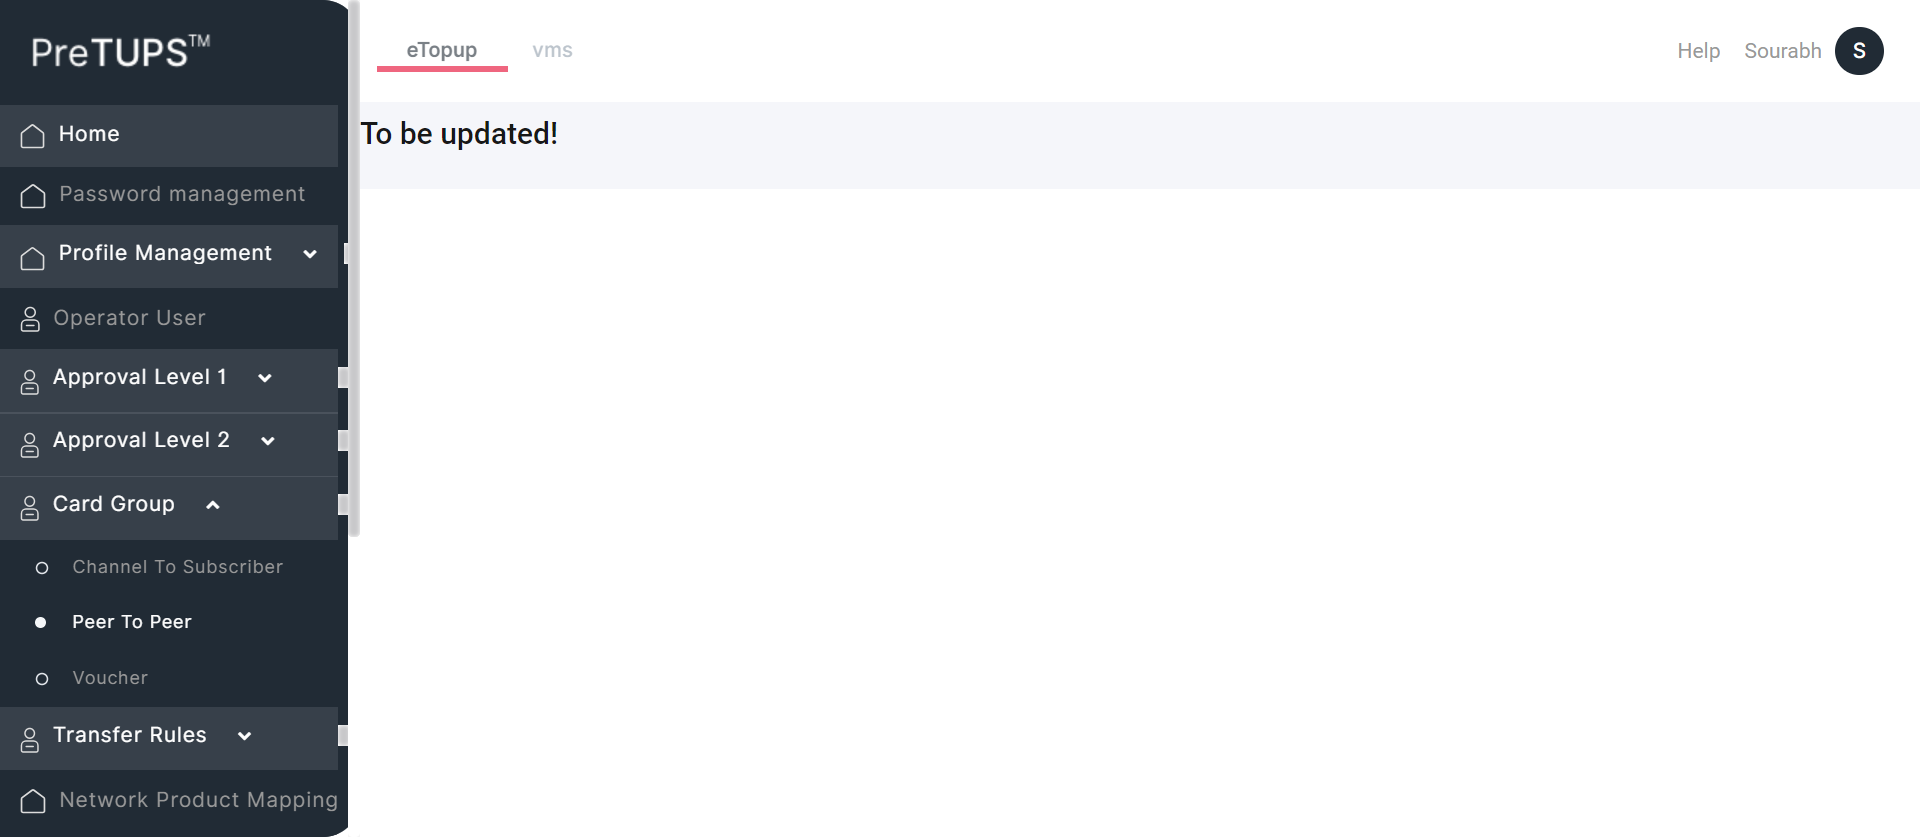 PreTUPS™
eTopup
vms
Help
Sourabh
S
To be updated!
Home
Password management
Profile Management
Operator User
Approval Level 1
Approval Level 2
Card Group
Channel To Subscriber
Peer To Peer
Voucher
Transfer Rules
Network Product Mapping